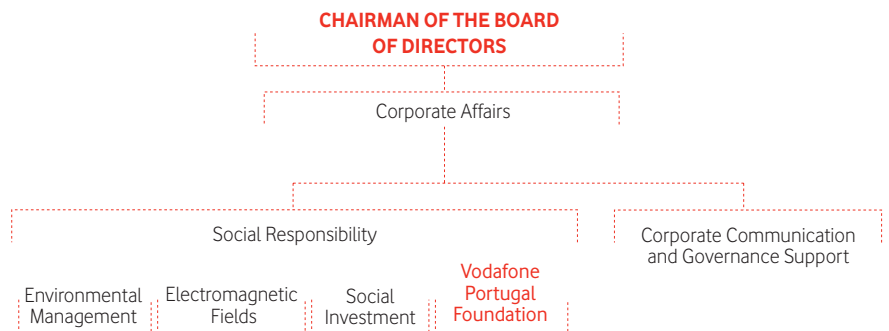 CHAIRMAN OF THE BOARD
OF DIRECTORS
Corporate Affairs
Social Responsibility
Corporate Communication
and Governance Support
Environmental
Management
Electromagnetic
Fields
Social
Investment
Vodafone
Portugal
Foundation